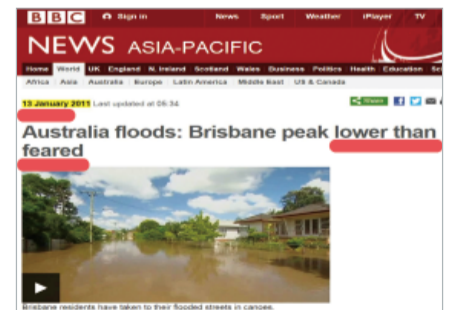 BBC Sign in News Sport Weather iPlayer TV
NEWS ASIA-PACIFIC
Home World UK England N. Ireland Scotland Wales Business Politics Health Education
Africa Asia Australia Europe Latin America Middle East US & Canada
13 January 2011 Last updated at 05:34
Share
Australia floods: Brisbane peak lower than
feared
Brisbane residents have taken to their flooded streets in canoes.